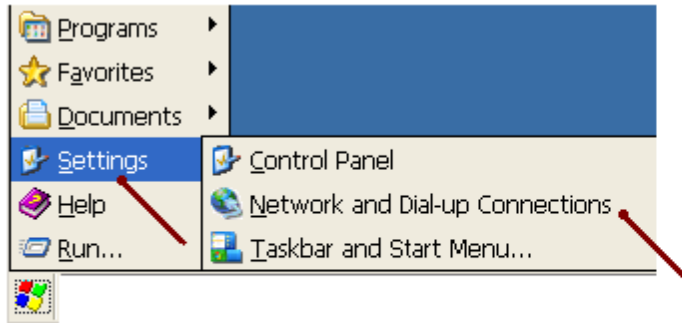 Programs
Favorites
Documents
Settings
Control Panel
Help
Network and Dial-up Connections
Run...
Taskbar and Start Menu...